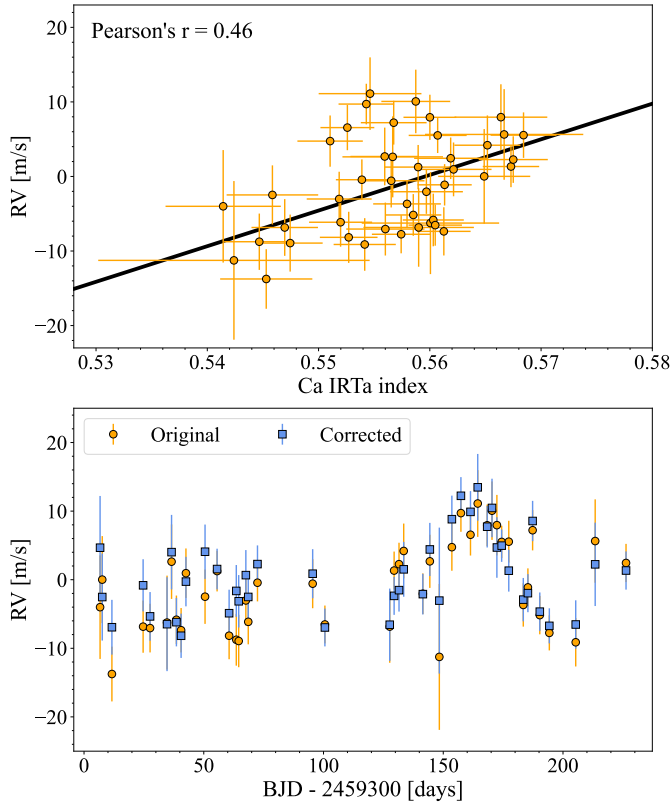 Pearson's r = 0.46
RV [m/s]
20
10
0
−10
−20
0.53 0.54 0.55 0.56 0.57 0.58
Ca IRTa index
Original Corrected
RV [m/s]
20
10
0
−10
−20
0 50 100 150 200
BJD - 2459300 [days]